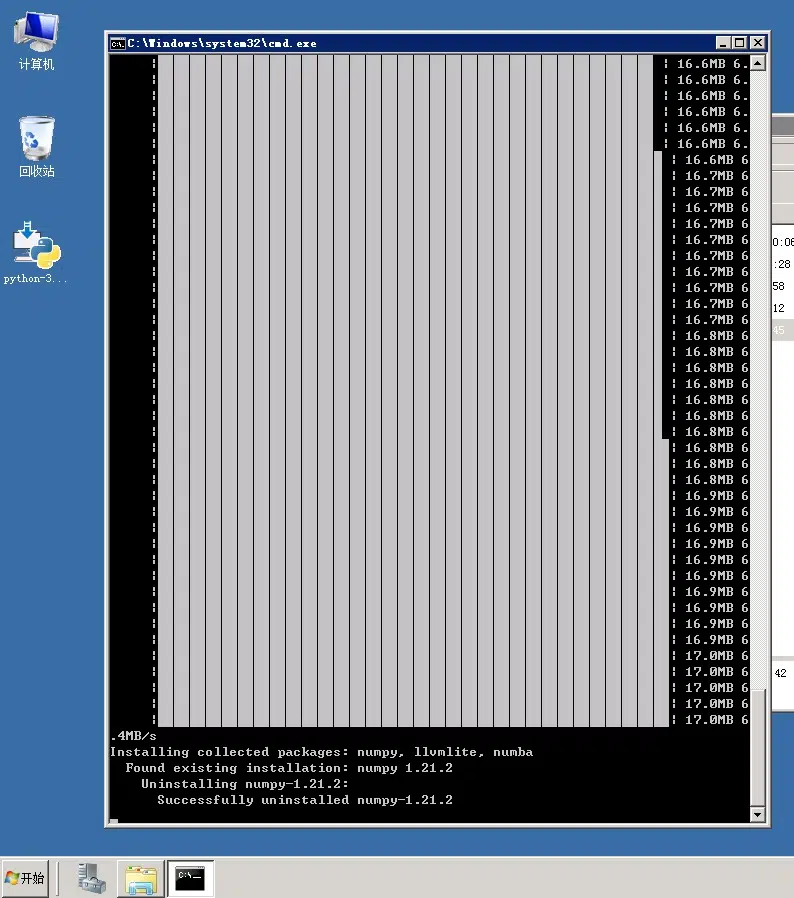 计算机
回收站
python-3...
C:\Windows\system32\cmd.exe
| | 16.6MB 6.
| | 16.6MB 6.
| | 16.6MB 6.
| | 16.6MB 6.
| | 16.6MB 6.
| | 16.6MB 6.
| | 16.6MB 6
| | 16.7MB 6
| | 16.7MB 6
| | 16.7MB 6
| | 16.7MB 6
| | 16.7MB 6
| | 16.7MB 6
| | 16.7MB 6
| | 16.7MB 6
| | 16.7MB 6
| | 16.7MB 6
| | 16.8MB 6
| | 16.8MB 6
| | 16.8MB 6
| | 16.8MB 6
| | 16.8MB 6
| | 16.8MB 6
| | 16.8MB 6
| | 16.8MB 6
| | 16.8MB 6
| | 16.8MB 6
| | 16.9MB 6
| | 16.9MB 6
| | 16.9MB 6
| | 16.9MB 6
| | 16.9MB 6
| | 16.9MB 6
| | 16.9MB 6
| | 16.9MB 6
| | 16.9MB 6
| | 16.9MB 6
| | 17.0MB 6
| | 17.0MB 6
| | 17.0MB 6
| | 17.0MB 6
| | 17.0MB 6
.4MB/s
Installing collected packages: numpy, llvmlite, numba
Found existing installation: numpy 1.21.2
Uninstalling numpy-1.21.2:
Successfully uninstalled numpy-1.21.2
0:06
:28
58
12
45
42
开始
C:\_